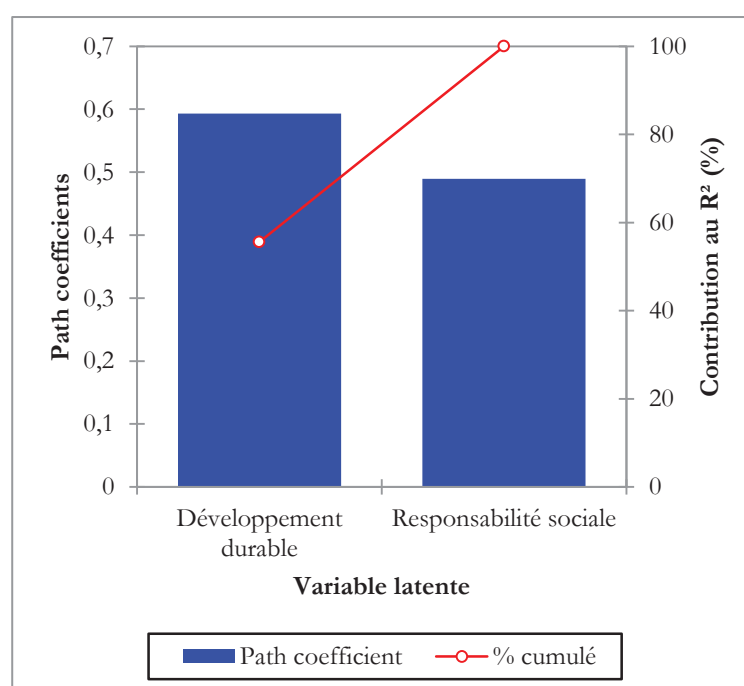 0,7
0,6
0,5
0,4
0,3
0,2
0,1
0
Path coefficients
100
80
60
40
20
0
Contribution au R² (%)
Développement
durable
Responsabilité sociale
Variable latente
Path coefficient
% cumulé